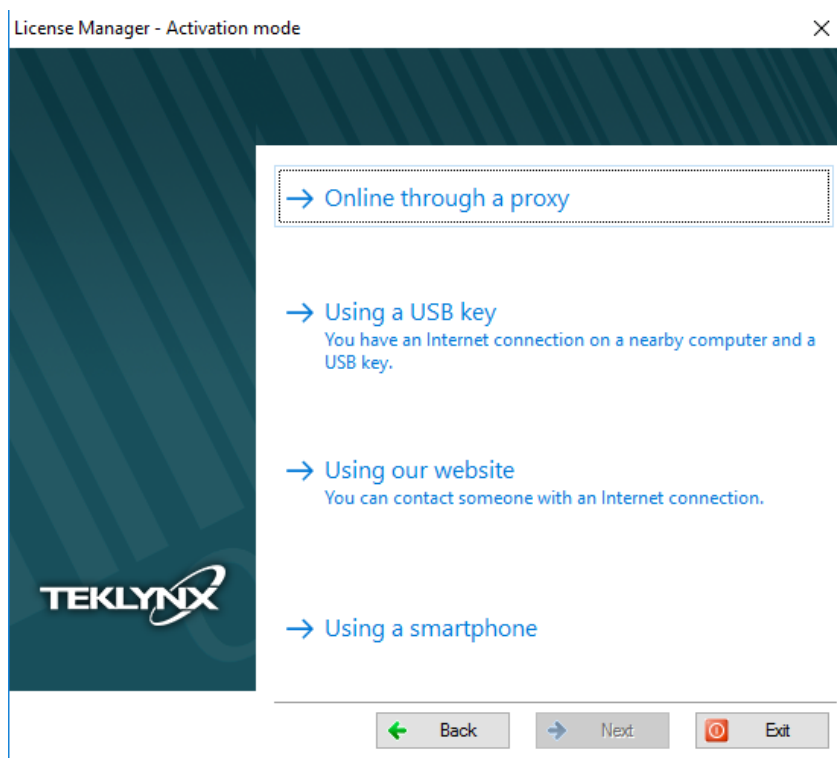 License Manager - Activation mode
Online through a proxy
Using a USB key
You have an Internet connection on a nearby computer and a
USB key.
Using our website
You can contact someone with an Internet connection.
TEKLYNX
Using a smartphone
Back
Next
Exit